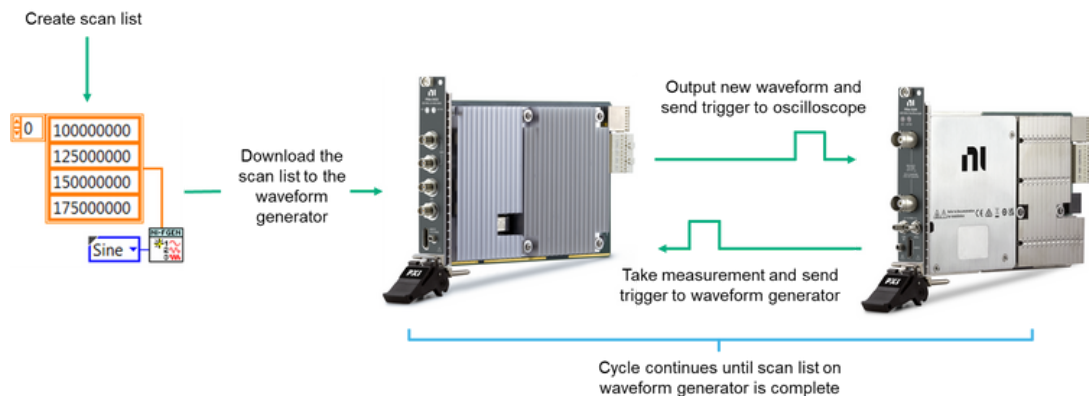 Create scan list
0
100000000
125000000
150000000
175000000
NI-FGEN
Sine
Download the
scan list to the
waveform
generator
Output new waveform and
send trigger to oscilloscope
Take measurement and send
trigger to waveform generator
Cycle continues until scan list on
waveform generator is complete
PXI
PXI